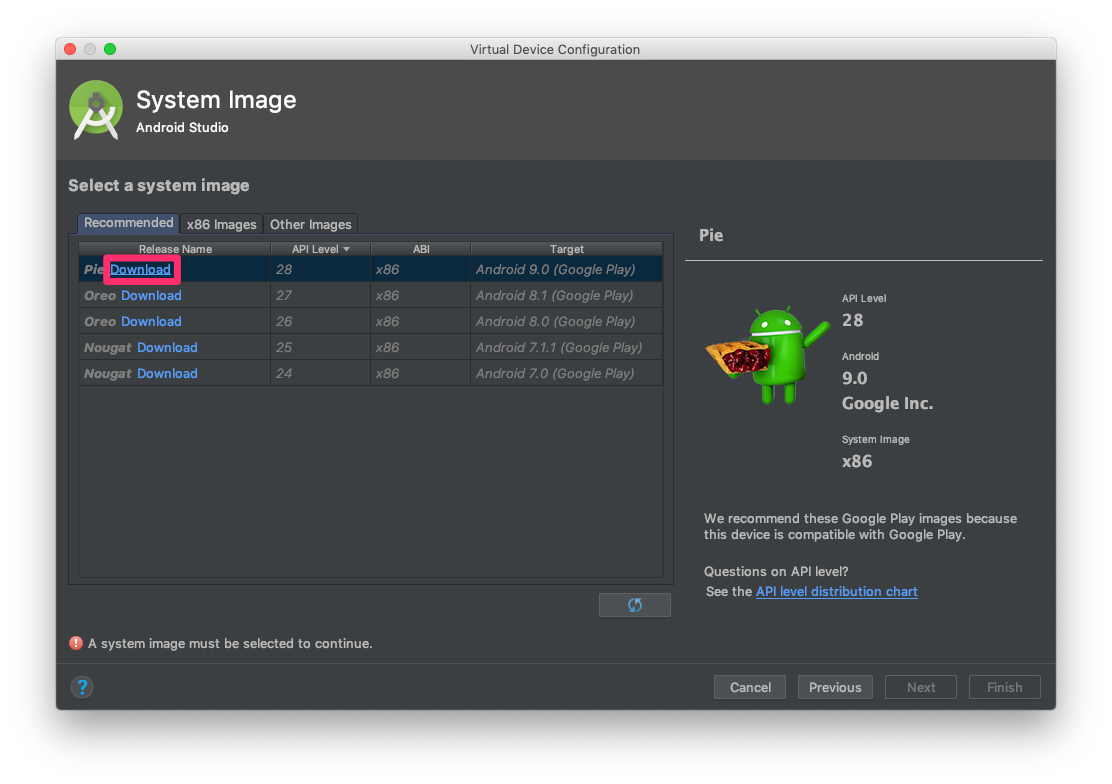 Virtual Device Configuration
System Image
Android Studio
Select a system image
Recommended x86 Images Other Images
Release Name API Level ABI Target
Pie Download 28 x86 Android 9.0 (Google Play)
Oreo Download 27 x86 Android 8.1 (Google Play)
Oreo Download 26 x86 Android 8.0 (Google Play)
Nougat Download 25 x86 Android 7.1.1 (Google Play)
Nougat Download 24 x86 Android 7.0 (Google Play)
Pie
API Level
28
Android
9.0
Google Inc.
System Image
x86
We recommend these Google Play images because
this device is compatible with Google Play.
Questions on API level?
See the API level distribution chart
! A system image must be selected to continue.
? Cancel Previous Next Finish